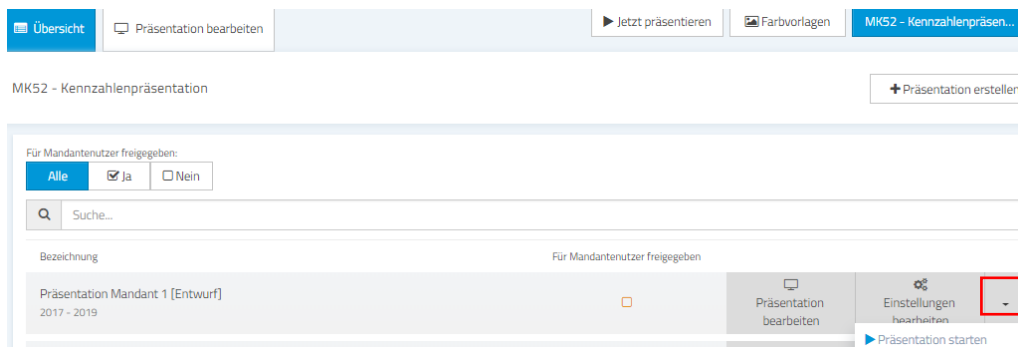 Übersicht
Präsentation bearbeiten
Jetzt präsentieren
Farbvorlagen
MK52 - Kennzahlenpräsen...
MK52 - Kennzahlenpräsentation
Präsentation erstellen
Für Mandantenutzer freigegeben:
Alle
Ja
Nein
Suche...
Bezeichnung
Für Mandantenutzer freigegeben
Präsentation Mandant 1 [Entwurf]
2017 - 2019
Präsentation
bearbeiten
Einstellungen
bearbeiten
Präsentation starten